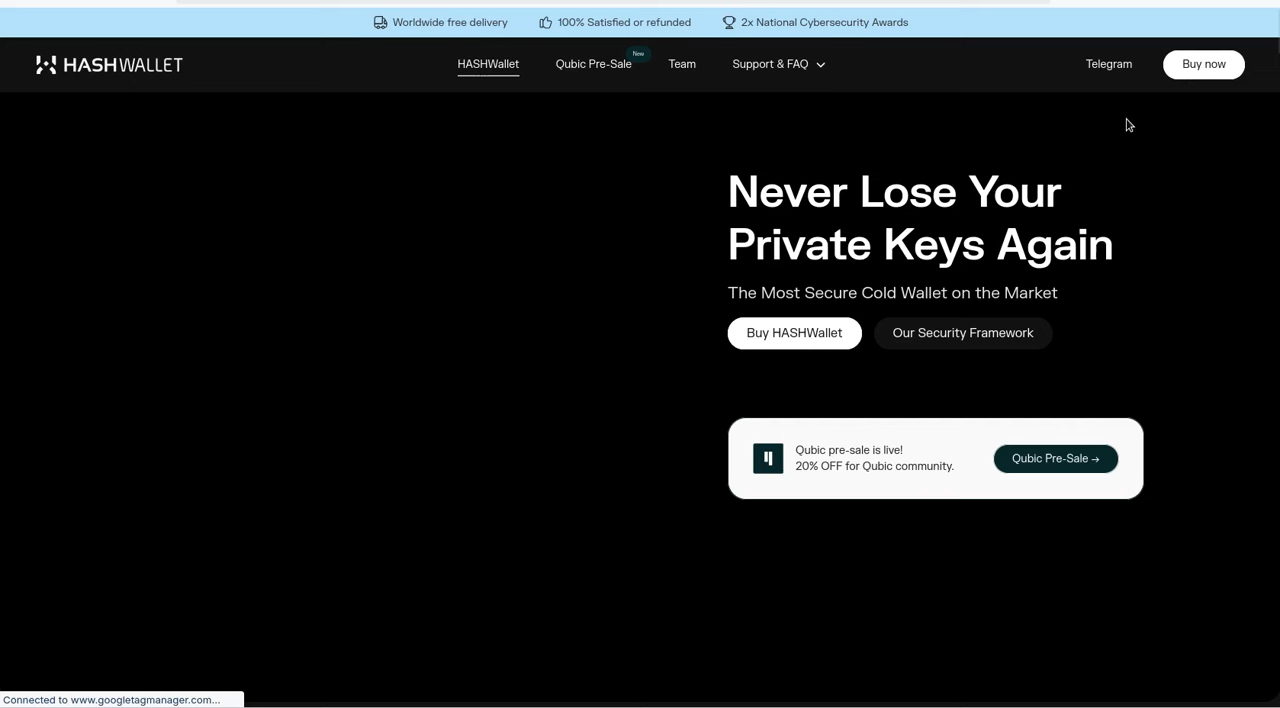 Worldwide free delivery
100% Satisfied or refunded
2x National Cybersecurity Awards
HASHWALLET
HASHWallet
Qubic Pre-Sale
New
Team
Support & FAQ
Telegram
Buy now
Never Lose Your
Private Keys Again
The Most Secure Cold Wallet on the Market
Buy HASHWallet
Our Security Framework
Qubic pre-sale is live!
20% OFF for Qubic community.
Qubic Pre-Sale →
Connected to www.googletagmanager.com...